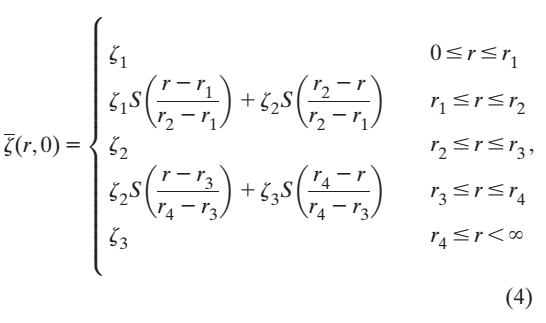 ζ₁ 0 ≤ r ≤ r₁
ζ₁S((r − r₁)/(r₂ − r₁)) + ζ₂S((r₂ − r)/(r₂ − r₁)) r₁ ≤ r ≤ r₂
ζ̅(r,0) = { ζ₂ r₂ ≤ r ≤ r₃,
ζ₂S((r − r₃)/(r₄ − r₃)) + ζ₃S((r₄ − r)/(r₄ − r₃)) r₃ ≤ r ≤ r₄
ζ₃ r₄ ≤ r < ∞
(4)